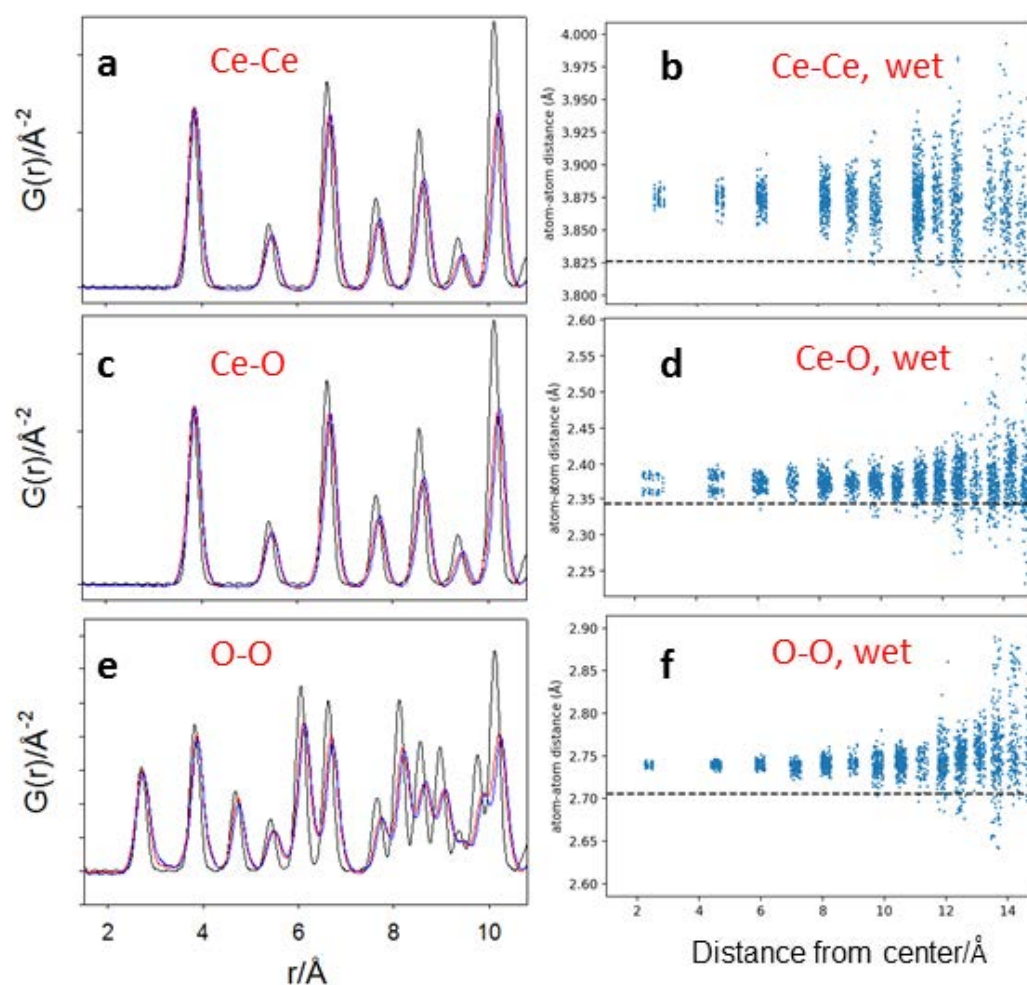 a
Ce-Ce
G(r)/Å-2
b
Ce-Ce, wet
atom-atom distance (Å)
4.000
3.975
3.950
3.925
3.900
3.875
3.850
3.825
3.800
c
Ce-O
G(r)/Å-2
d
Ce-O, wet
atom-atom distance (Å)
2.60
2.55
2.50
2.45
2.40
2.35
2.30
2.25
e
O-O
G(r)/Å-2
f
O-O, wet
atom-atom distance (Å)
2.90
2.85
2.80
2.75
2.70
2.65
2.60
2 4 6 8 10
r/Å
2 4 6 8 10 12 14
Distance from center/Å